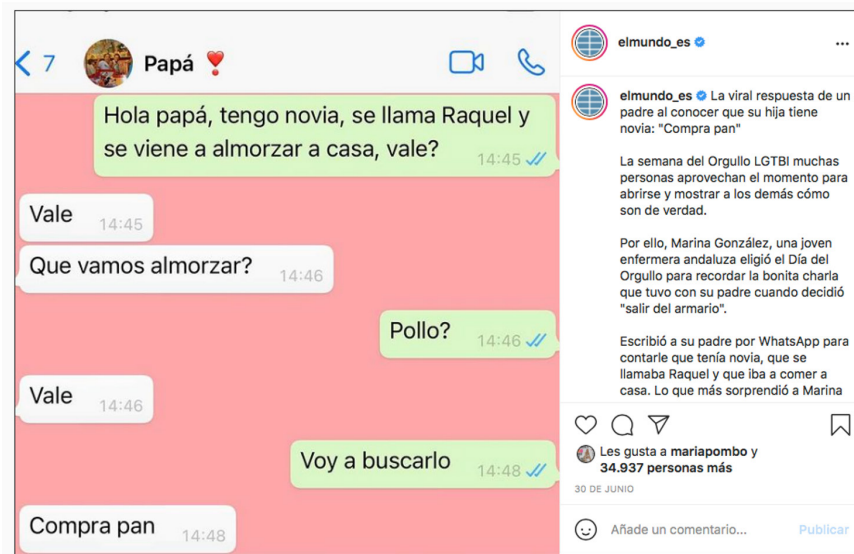 7
Papá
Hola papá, tengo novia, se llama Raquel y
se viene a almorzar a casa, vale?
14:45
Vale
14:45
Que vamos almorzar?
14:46
Pollo?
14:46
Vale
14:46
Voy a buscarlo
14:48
Compra pan
14:48
elmundo_es
elmundo_es La viral respuesta de un
padre al conocer que su hija tiene
novia: "Compra pan"
La semana del Orgullo LGTBI muchas
personas aprovechan el momento para
abrirse y mostrar a los demás cómo
son de verdad.
Por ello, Marina González, una joven
enfermera andaluza eligió el Día del
Orgullo para recordar la bonita charla
que tuvo con su padre cuando decidió
"salir del armario".
Escribió a su padre por WhatsApp para
contarle que tenía novia, que se
llamaba Raquel y que iba a comer a
casa. Lo que más sorprendió a Marina
Les gusta a mariapombo y
34.937 personas más
30 DE JUNIO
Añade un comentario...
Publicar